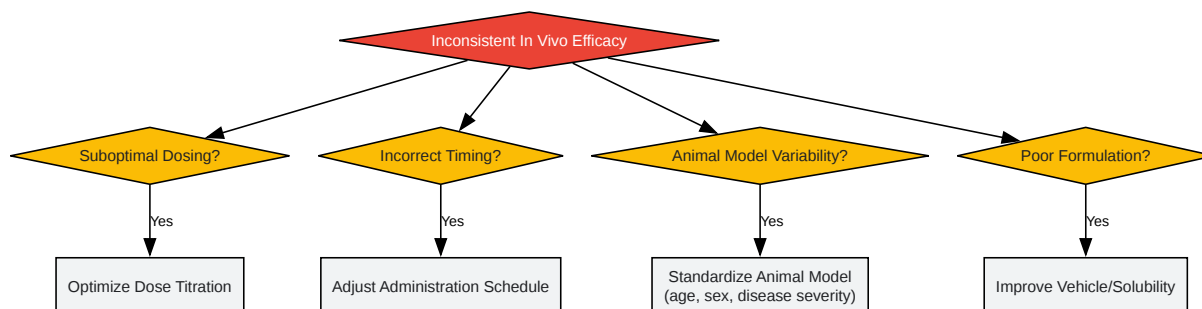 Inconsistent In Vivo Efficacy
Suboptimal Dosing?
Incorrect Timing?
Animal Model Variability?
Poor Formulation?
Yes
Yes
Yes
Yes
Optimize Dose Titration
Adjust Administration Schedule
Standardize Animal Model
(age, sex, disease severity)
Improve Vehicle/Solubility